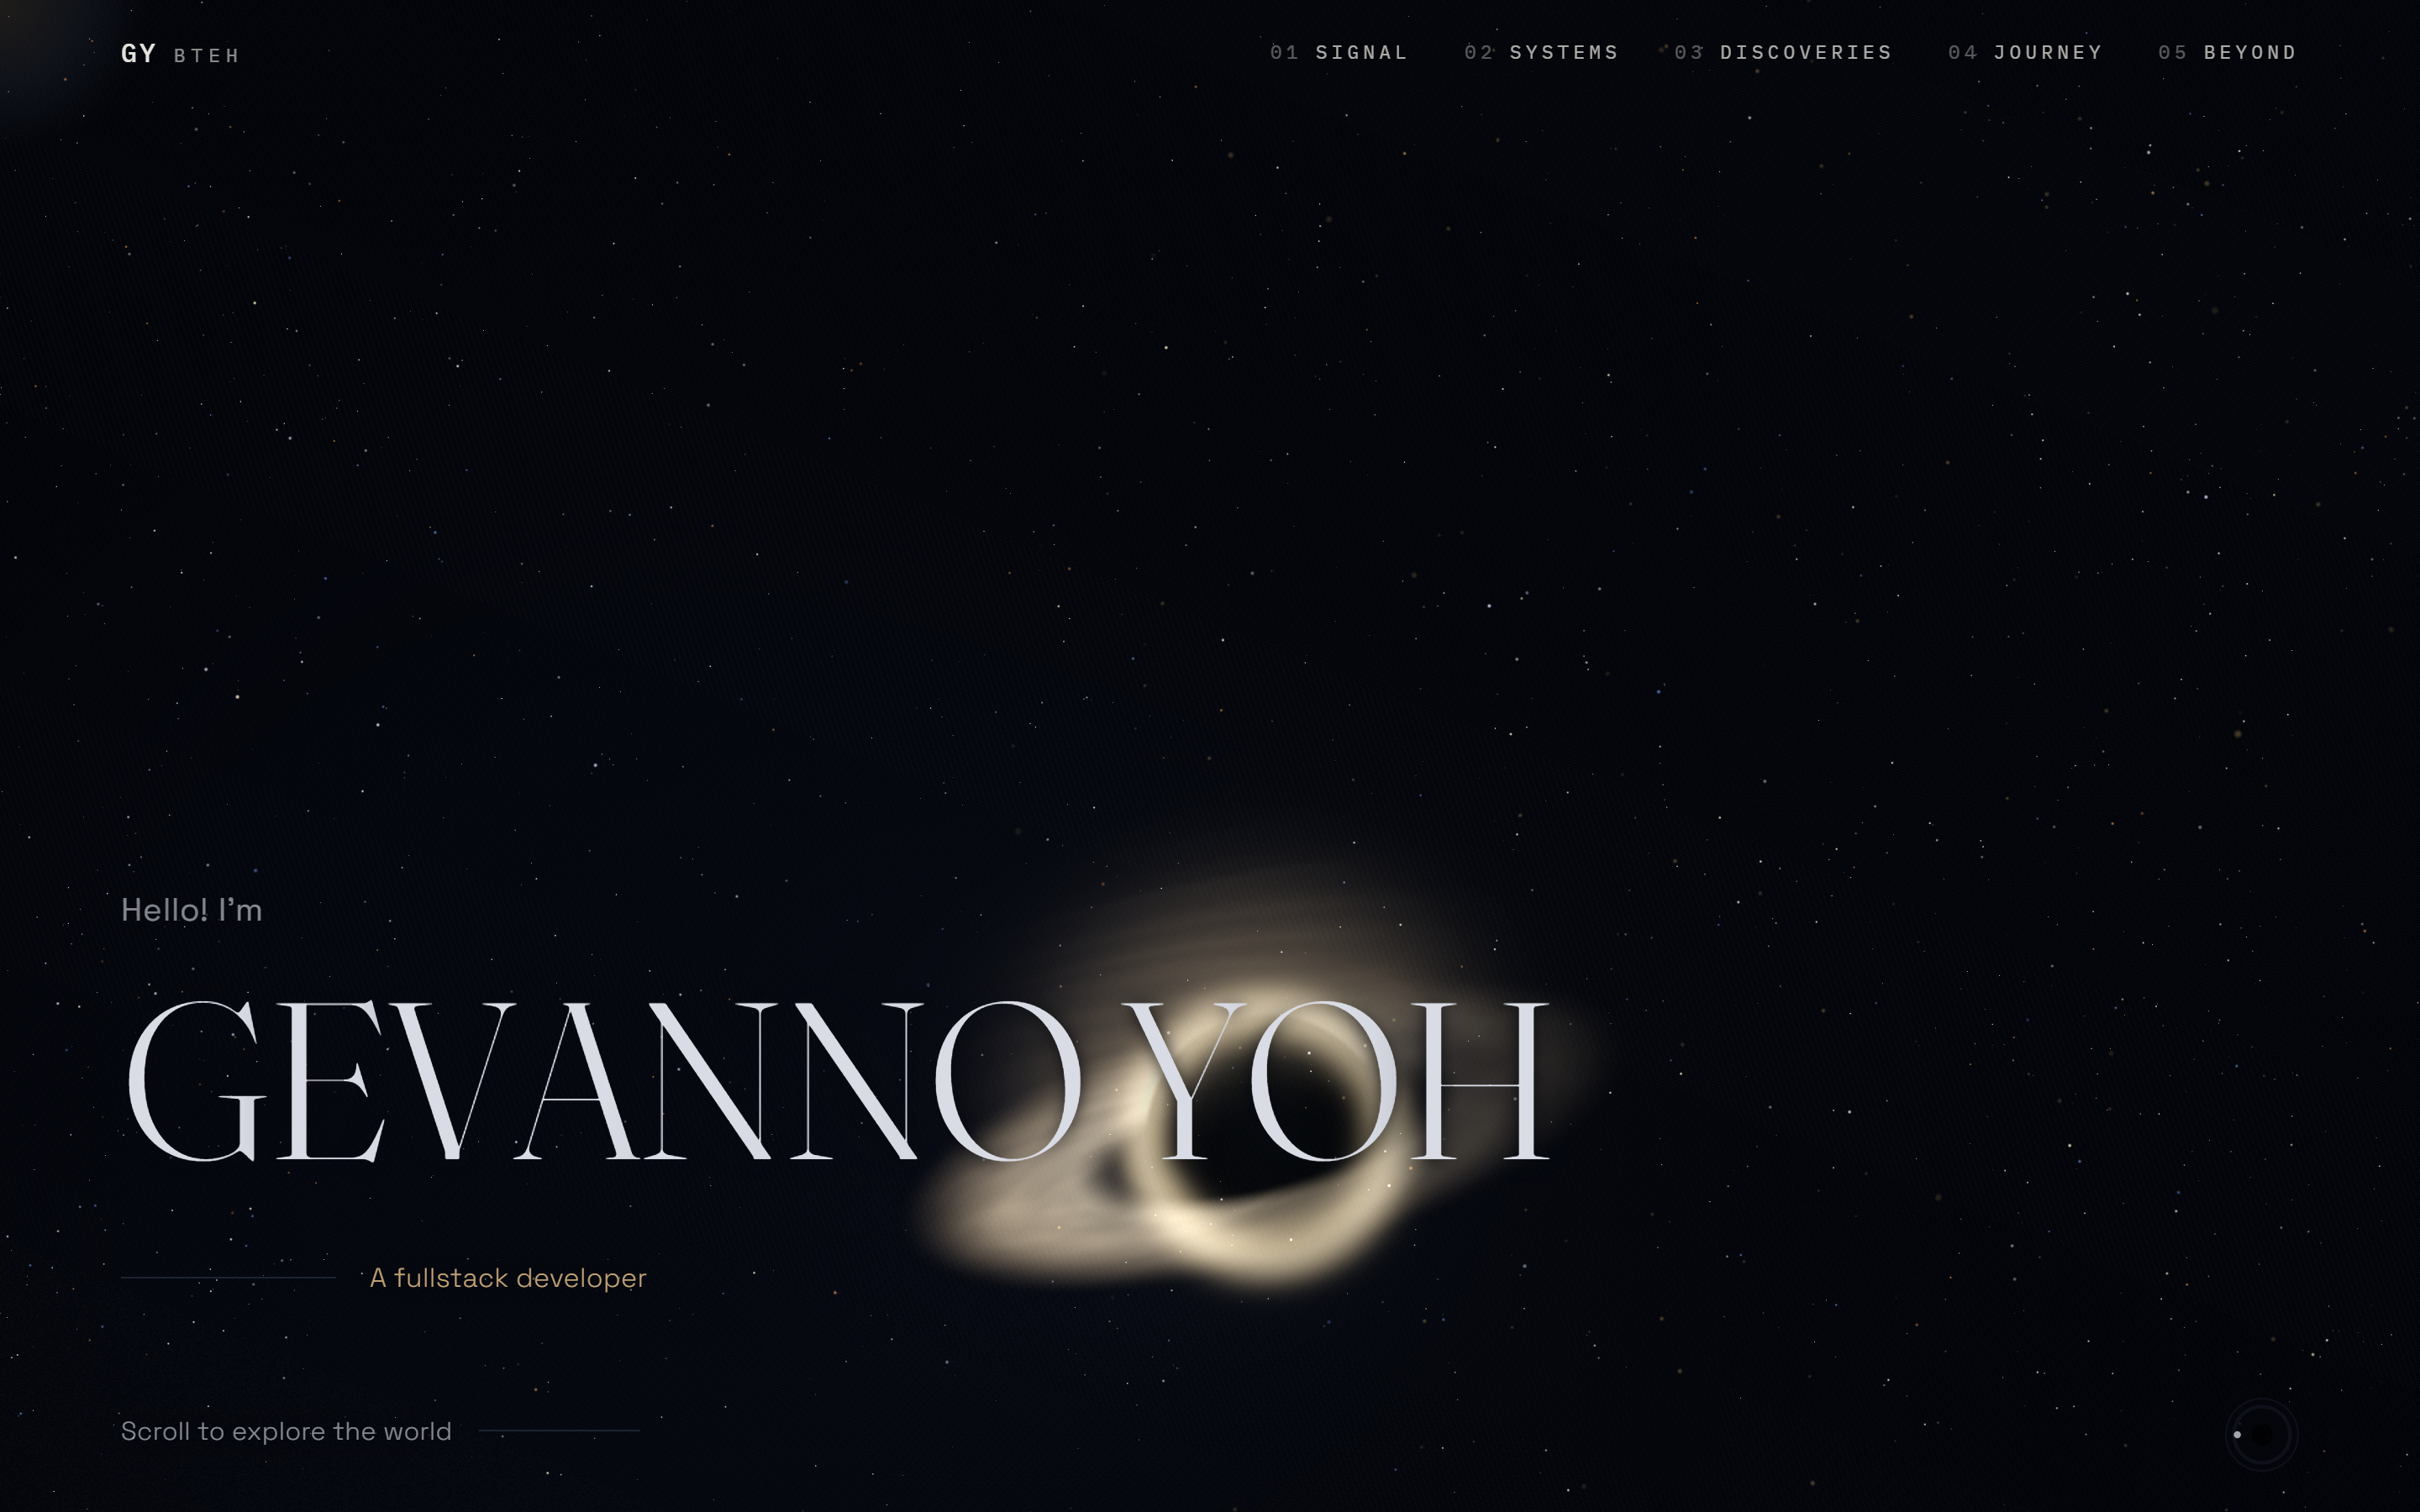 GY BTEH
01 SIGNAL 02 SYSTEMS 03 DISCOVERIES 04 JOURNEY 05 BEYOND
Hello! I’m
GEVANNO YOH
A fullstack developer
Scroll to explore the world